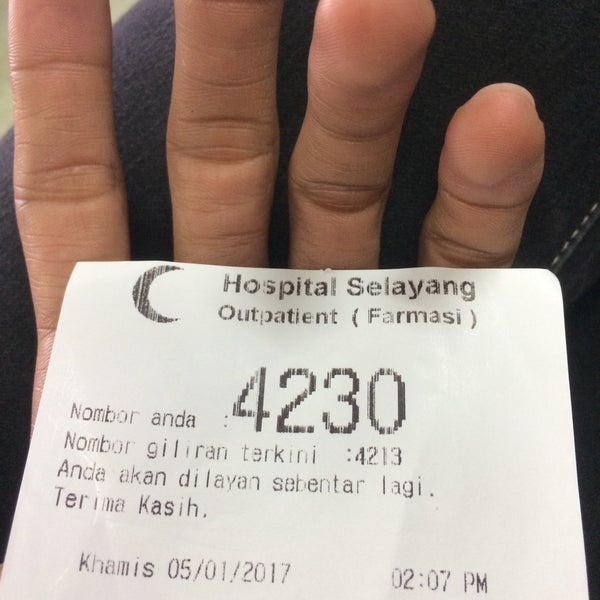 Hospital Selayang
Outpatient ( Farmasi )
Nombor anda : 4230
Nombor giliran terkini :4213
Anda akan dilayan sebentar lagi.
Terima Kasih.
Khamis 05/01/2017 02:07 PM